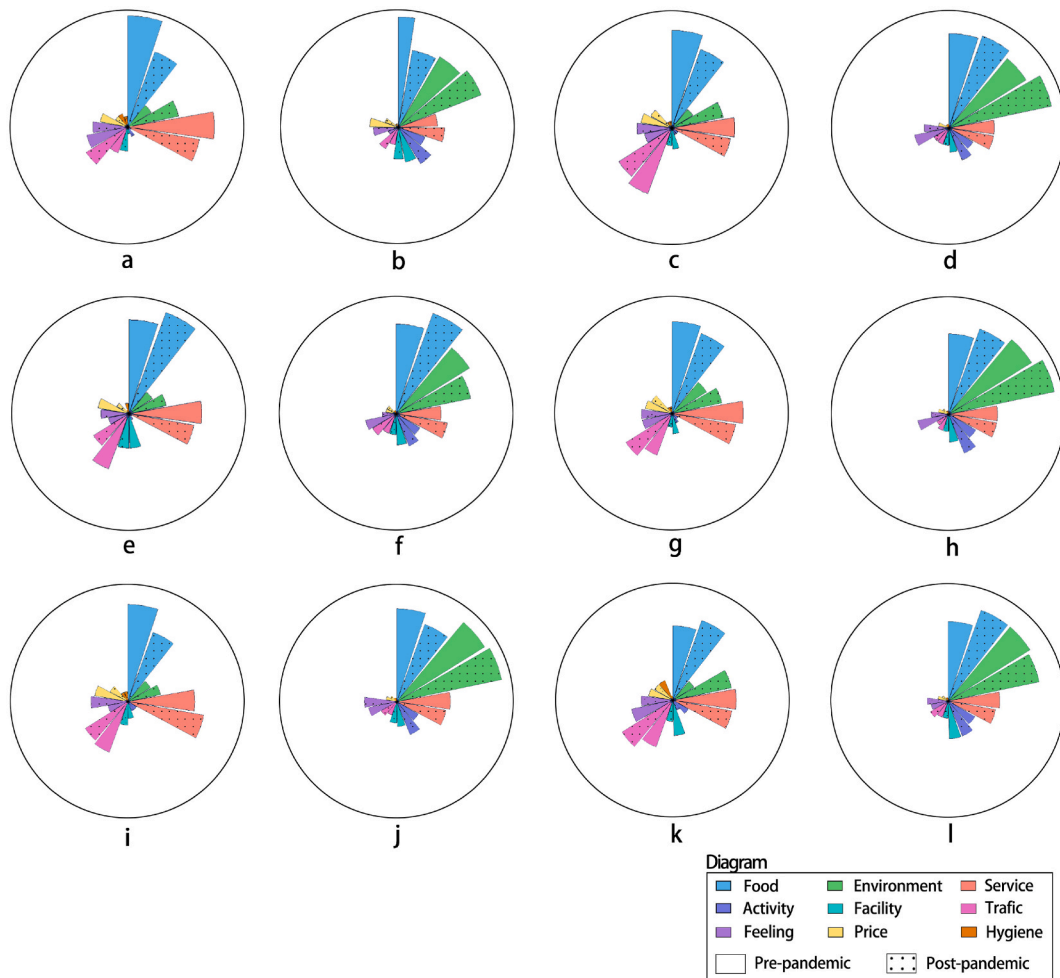 a b c d
e f g h
i j k l
Diagram
Food Environment Service
Activity Facility Trafic
Feeling Price Hygiene
Pre-pandemic Post-pandemic